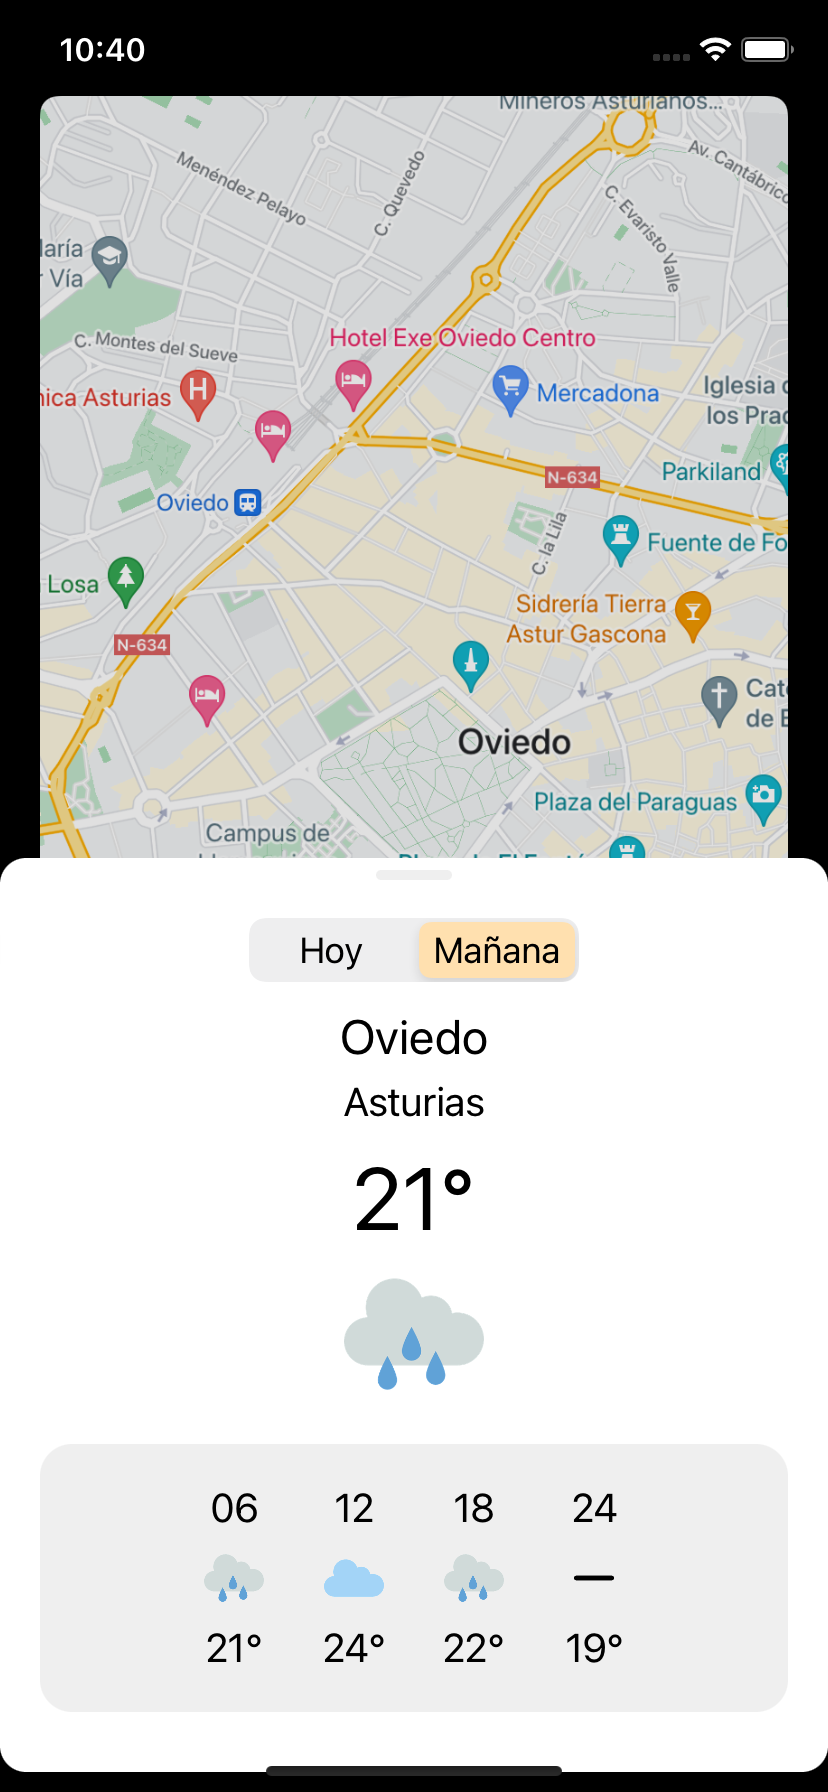 10:40
Mineros Asturianos...
Menéndez Pelayo
C. Quevedo
Av. Cantábrico
C. Evaristo Valle
laría
r Vía
C. Montes del Sueve
Hotel Exe Oviedo Centro
nica Asturias
H
Mercadona
Iglesia
los Prad
Parkiland
N-634
Oviedo
C. la Lila
Fuente de Fo
Losa
Sidrería Tierra
Astur Gascona
N-634
Cate
de
Oviedo
Plaza del Paraguas
Campus de
Hoy
Mañana
Oviedo
Asturias
21°
06 12 18 24
21° 24° 22° 19°